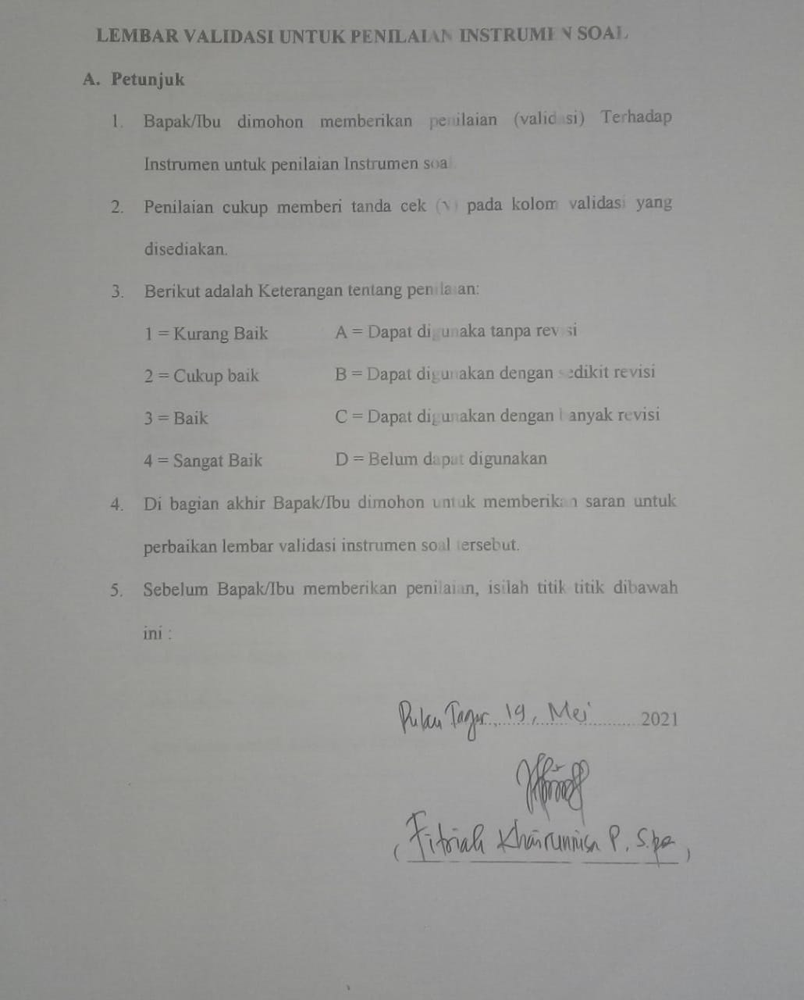 LEMBAR VALIDASI UNTUK PENILAIAN INSTRUMEN SOAL
A. Petunjuk
1. Bapak/Ibu dimohon memberikan penilaian (validasi) Terhadap
Instrumen untuk penilaian Instrumen soal
2. Penilaian cukup memberi tanda cek (√) pada kolom validasi yang
disediakan.
3. Berikut adalah Keterangan tentang penilaian:
1 = Kurang Baik A = Dapat digunaka tanpa revisi
2 = Cukup baik B = Dapat digunakan dengan sedikit revisi
3 = Baik C = Dapat digunakan dengan banyak revisi
4 = Sangat Baik D = Belum dapat digunakan
4. Di bagian akhir Bapak/Ibu dimohon untuk memberikan saran untuk
perbaikan lembar validasi instrumen soal tersebut.
5. Sebelum Bapak/Ibu memberikan penilaian, isilah titik titik dibawah
ini :
Pulau Tagor, 19, Mei 2021
(Fitriah Khairunnisa P. S.Pd)